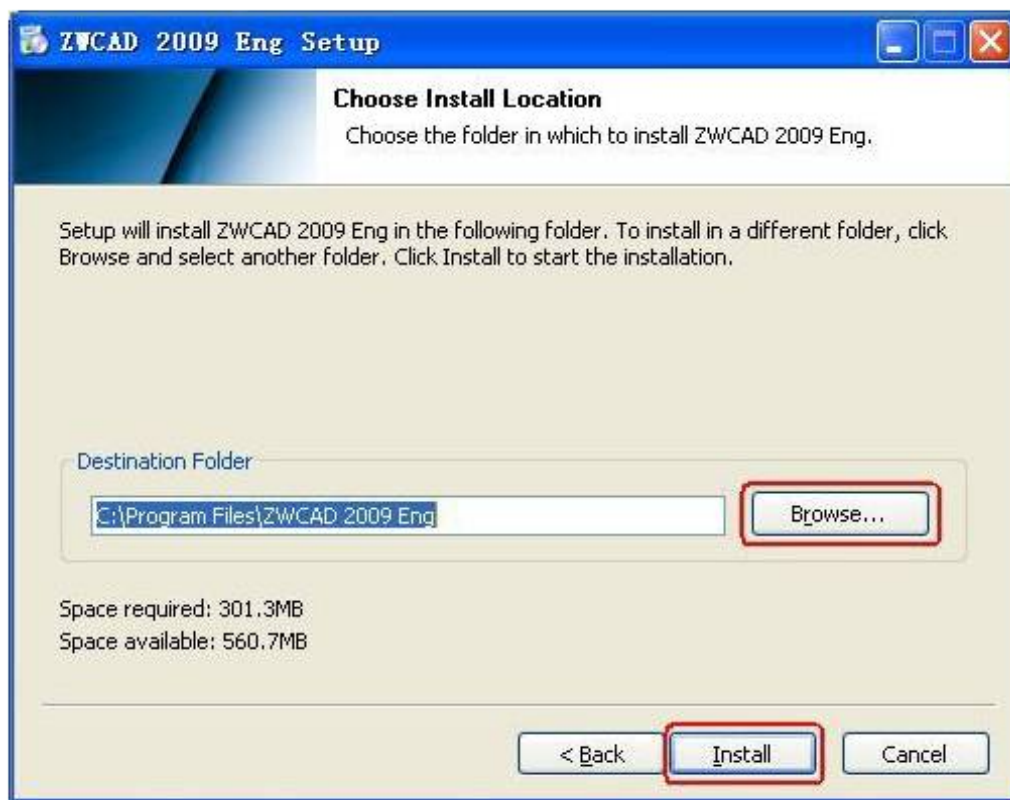 ZWCAD 2009 Eng Setup
Choose Install Location
Choose the folder in which to install ZWCAD 2009 Eng.
Setup will install ZWCAD 2009 Eng in the following folder. To install in a different folder, click
Browse and select another folder. Click Install to start the installation.
Destination Folder
C:\Program Files\ZWCAD 2009 Eng
Browse...
Space required: 301.3MB
Space available: 560.7MB
< Back
Install
Cancel